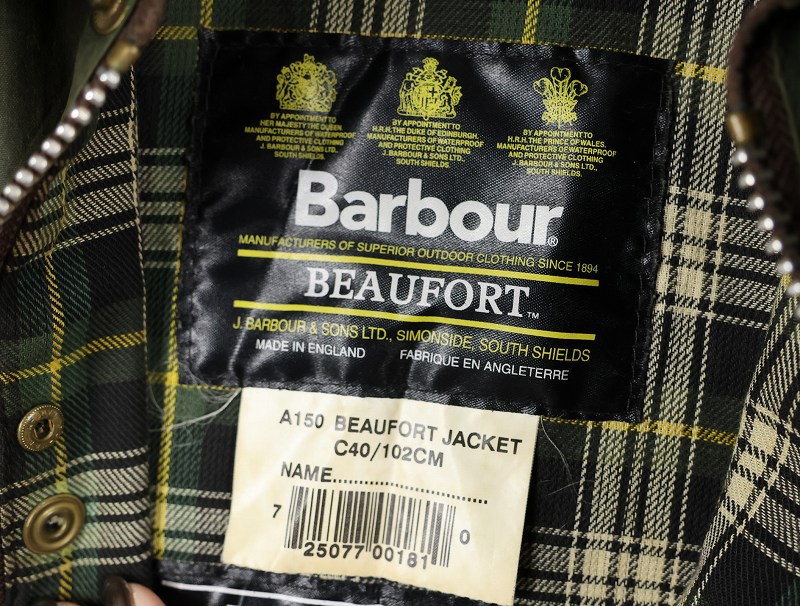 BY APPOINTMENT TO
HER MAJESTY THE QUEEN
MANUFACTURERS OF WATERPROOF
AND PROTECTIVE CLOTHING
J. BARBOUR & SONS LTD.
SOUTH SHIELDS.
BY APPOINTMENT TO
H.R.H. THE DUKE OF EDINBURGH.
MANUFACTURERS OF WATERPROOF
AND PROTECTIVE CLOTHING
J. BARBOUR & SONS LTD.
SOUTH SHIELDS.
BY APPOINTMENT TO
H.R.H. THE PRINCE OF WALES.
MANUFACTURERS OF WATERPROOF
AND PROTECTIVE CLOTHING
J. BARBOUR & SONS LTD.,
SOUTH SHIELDS.
Barbour®
MANUFACTURERS OF SUPERIOR OUTDOOR CLOTHING SINCE 1894
BEAUFORT™
J. BARBOUR & SONS LTD., SIMONSIDE, SOUTH SHIELDS
MADE IN ENGLAND FABRIQUE EN ANGLETERRE
A150 BEAUFORT JACKET
C40/102CM
NAME..............................
7 25077 00181 0